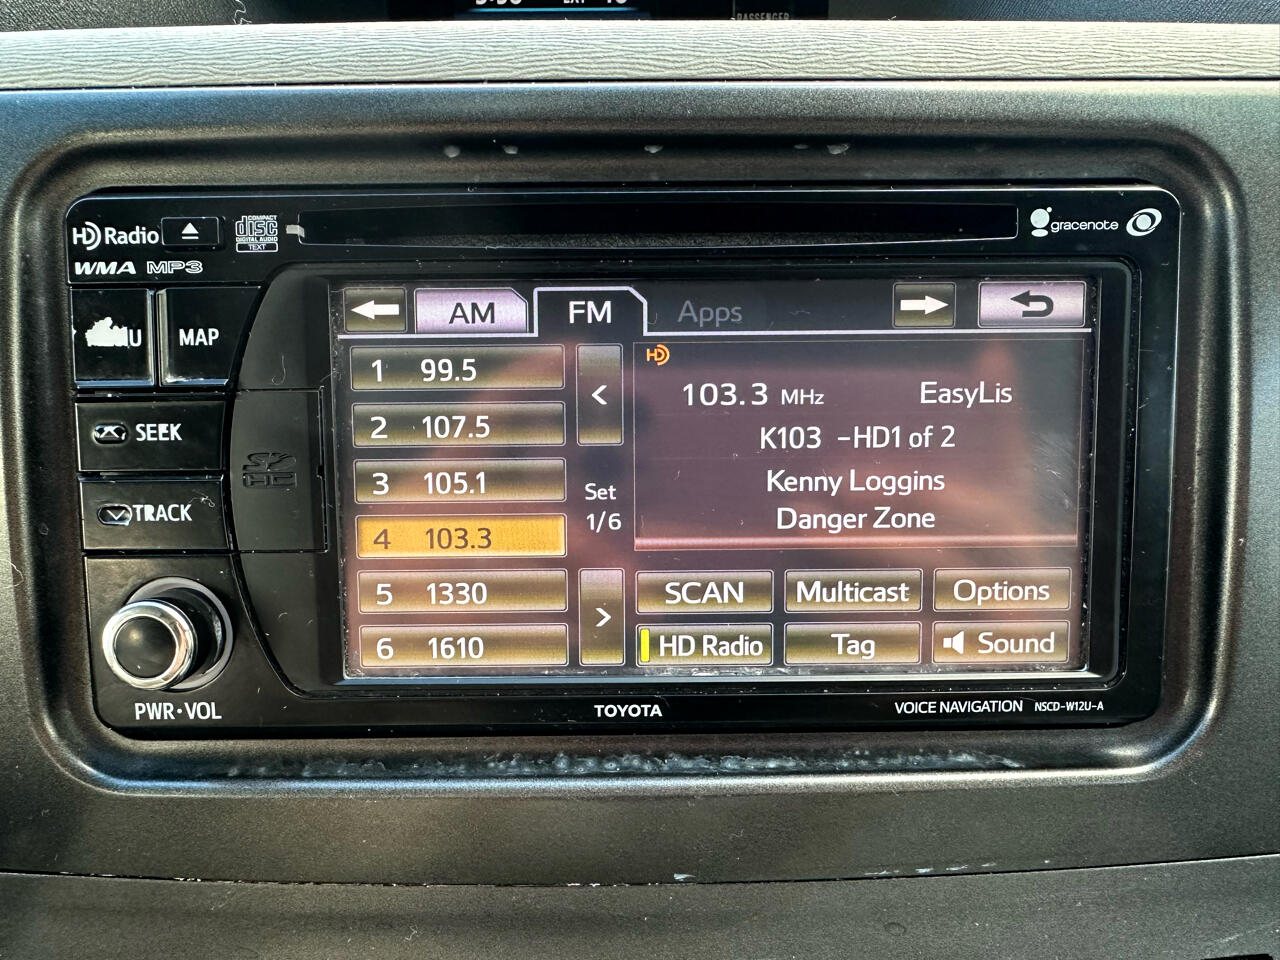 PASSENGER
HD Radio
COMPACT
disc
DIGITAL AUDIO
TEXT
gracenote
WMA MP3
MAP
SEEK
TRACK
PWR•VOL
AM
FM
Apps
1 99.5
2 107.5
3 105.1
4 103.3
5 1330
6 1610
<
Set
1/6
>
HD
103.3 MHz EasyLis
K103 -HD1 of 2
Kenny Loggins
Danger Zone
SCAN Multicast Options
HD Radio Tag Sound
TOYOTA
VOICE NAVIGATION NSCD-W12U-A